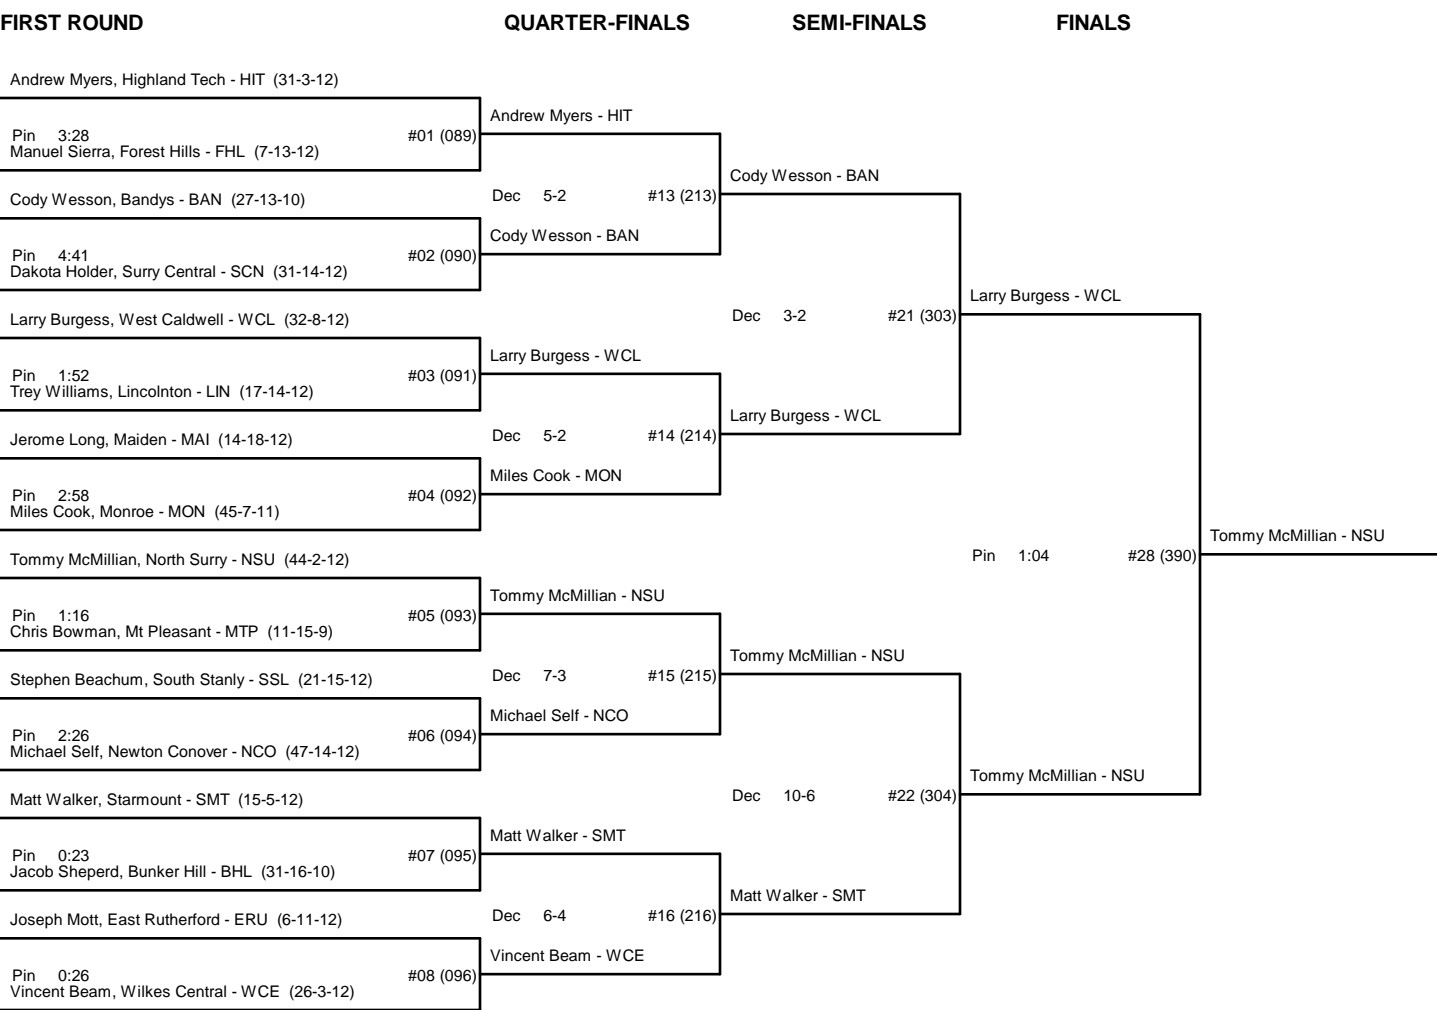 FIRST ROUND QUARTER-FINALS SEMI-FINALS FINALS
Andrew Myers, Highland Tech - HIT (31-3-12)
Andrew Myers - HIT
Pin 3:28 #01 (089)
Manuel Sierra, Forest Hills - FHL (7-13-12)
Cody Wesson - BAN
Cody Wesson, Bandys - BAN (27-13-10) Dec 5-2 #13 (213)
Cody Wesson - BAN
Pin 4:41 #02 (090)
Dakota Holder, Surry Central - SCN (31-14-12)
Larry Burgess - WCL
Larry Burgess, West Caldwell - WCL (32-8-12) Dec 3-2 #21 (303)
Larry Burgess - WCL
Pin 1:52 #03 (091)
Trey Williams, Lincolnton - LIN (17-14-12)
Larry Burgess - WCL
Jerome Long, Maiden - MAI (14-18-12) Dec 5-2 #14 (214)
Miles Cook - MON
Pin 2:58 #04 (092)
Miles Cook, Monroe - MON (45-7-11)
Tommy McMillian - NSU
Tommy McMillian, North Surry - NSU (44-2-12) Pin 1:04 #28 (390)
Tommy McMillian - NSU
Pin 1:16 #05 (093)
Chris Bowman, Mt Pleasant - MTP (11-15-9)
Tommy McMillian - NSU
Stephen Beachum, South Stanly - SSL (21-15-12) Dec 7-3 #15 (215)
Michael Self - NCO
Pin 2:26 #06 (094)
Michael Self, Newton Conover - NCO (47-14-12)
Tommy McMillian - NSU
Matt Walker, Starmount - SMT (15-5-12) Dec 10-6 #22 (304)
Matt Walker - SMT
Pin 0:23 #07 (095)
Jacob Sheperd, Bunker Hill - BHL (31-16-10)
Matt Walker - SMT
Joseph Mott, East Rutherford - ERU (6-11-12) Dec 6-4 #16 (216)
Vincent Beam - WCE
Pin 0:26 #08 (096)
Vincent Beam, Wilkes Central - WCE (26-3-12)